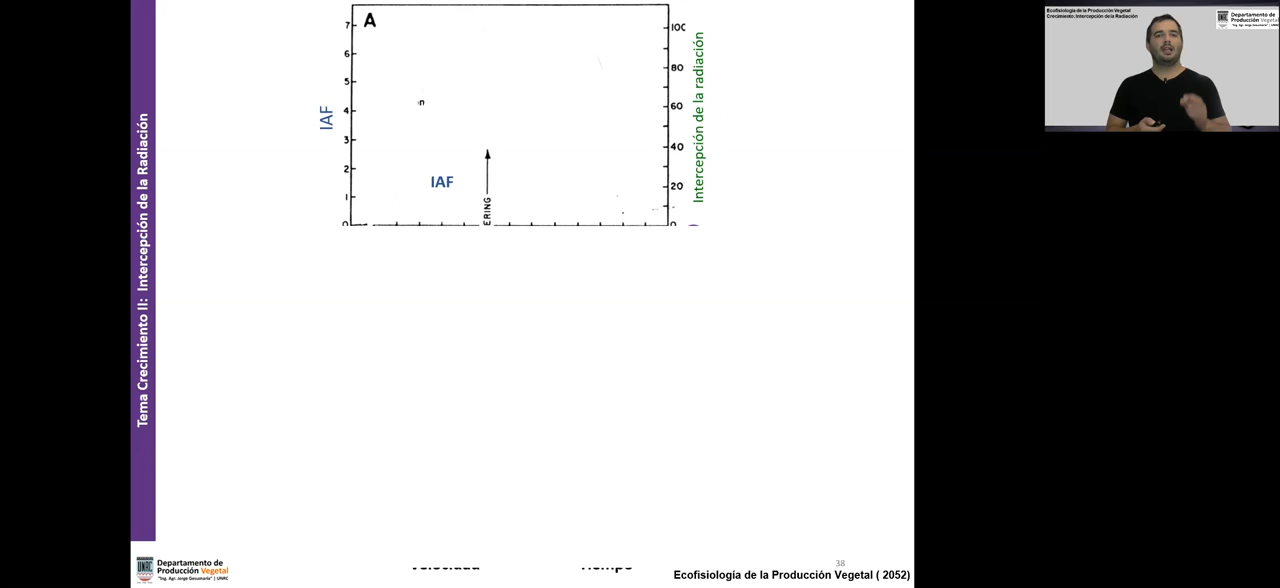 Tema Crecimiento II: Intercepción de la Radiación
A
7
6
5
4
3
2
1
0
IAF
IAF
ERING
100
80
60
40
20
0
Intercepción de la radiación
Departamento de
Producción Vegetal
"Ing. Agr. Jorge Gesumaría" | UNRC
UNRC
38
Ecofisiología de la Producción Vegetal ( 2052)
Ecofisiología de la Producción Vegetal
Crecimiento: Intercepción de la Radiación
Departamento de
Producción Vegetal